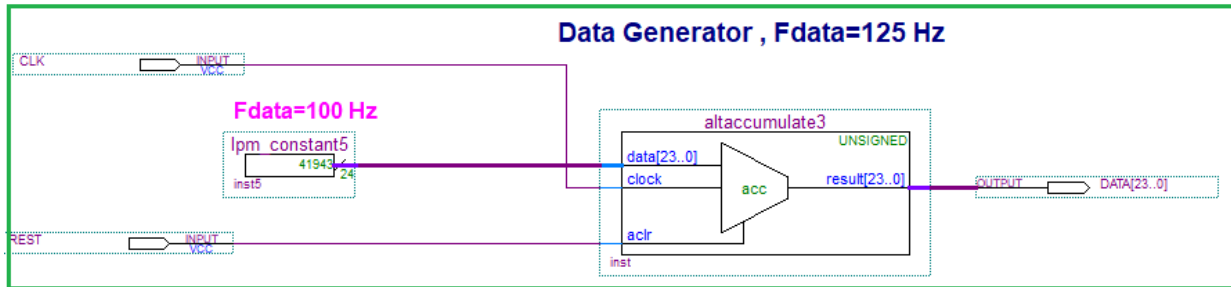 Data Generator , Fdata=125 Hz
CLK
INPUT
VCC
Fdata=100 Hz
lpm_constant5
41943
24
inst5
altaccumulate3
UNSIGNED
data[23..0]
clock
acc
result[23..0]
OUTPUT
DATA[23..0]
REST
INPUT
VCC
aclr
inst